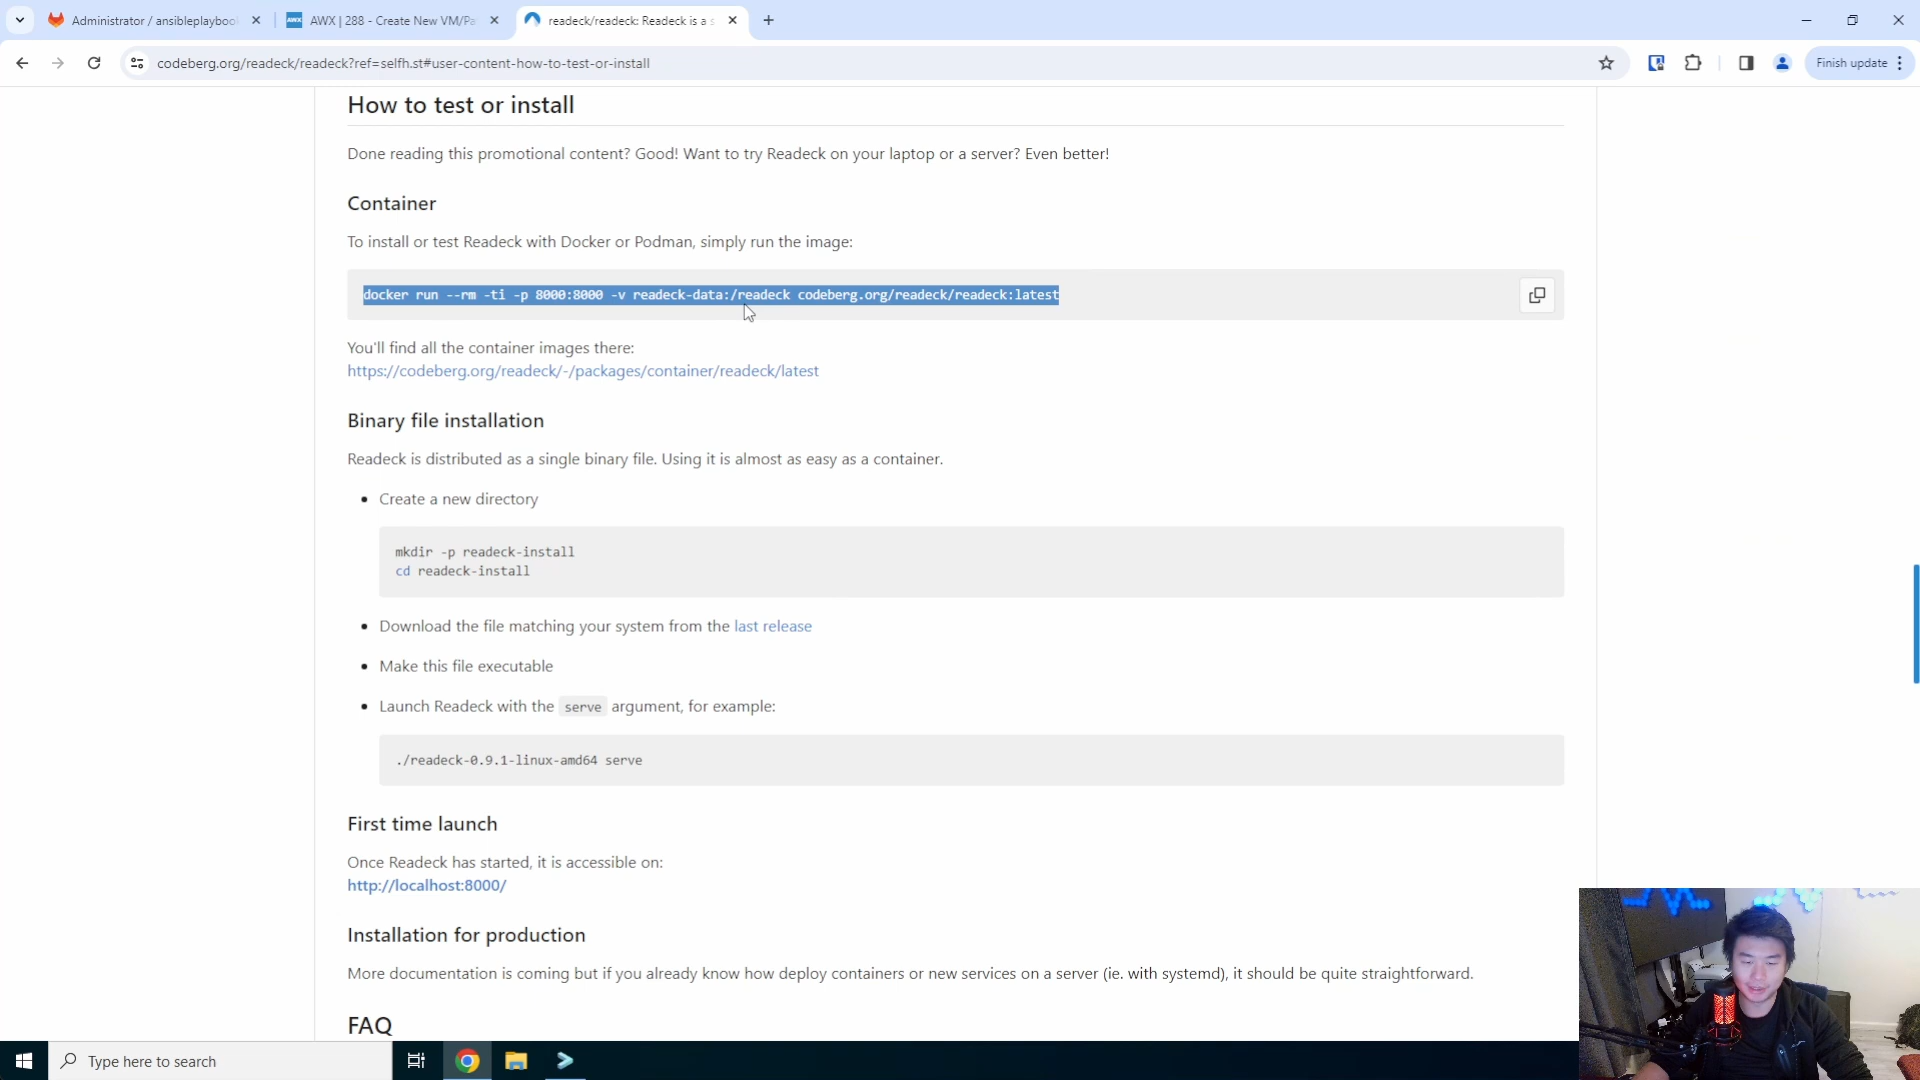 Administrator / ansibleplaybook
AWX | 288 - Create New VM/Pa
readeck/readeck: Readeck is a s
codeberg.org/readeck/readeck?ref=selfh.st#user-content-how-to-test-or-install
Finish update
How to test or install
Done reading this promotional content? Good! Want to try Readeck on your laptop or a server? Even better!
Container
To install or test Readeck with Docker or Podman, simply run the image:
docker run --rm -ti -p 8000:8000 -v readeck-data:/readeck codeberg.org/readeck/readeck:latest
You'll find all the container images there:
https://codeberg.org/readeck/-/packages/container/readeck/latest
Binary file installation
Readeck is distributed as a single binary file. Using it is almost as easy as a container.
• Create a new directory
mkdir -p readeck-install
cd readeck-install
• Download the file matching your system from the last release
• Make this file executable
• Launch Readeck with the serve argument, for example:
./readeck-0.9.1-linux-amd64 serve
First time launch
Once Readeck has started, it is accessible on:
http://localhost:8000/
Installation for production
More documentation is coming but if you already know how deploy containers or new services on a server (ie. with systemd), it should be quite straightforward.
FAQ
Type here to search